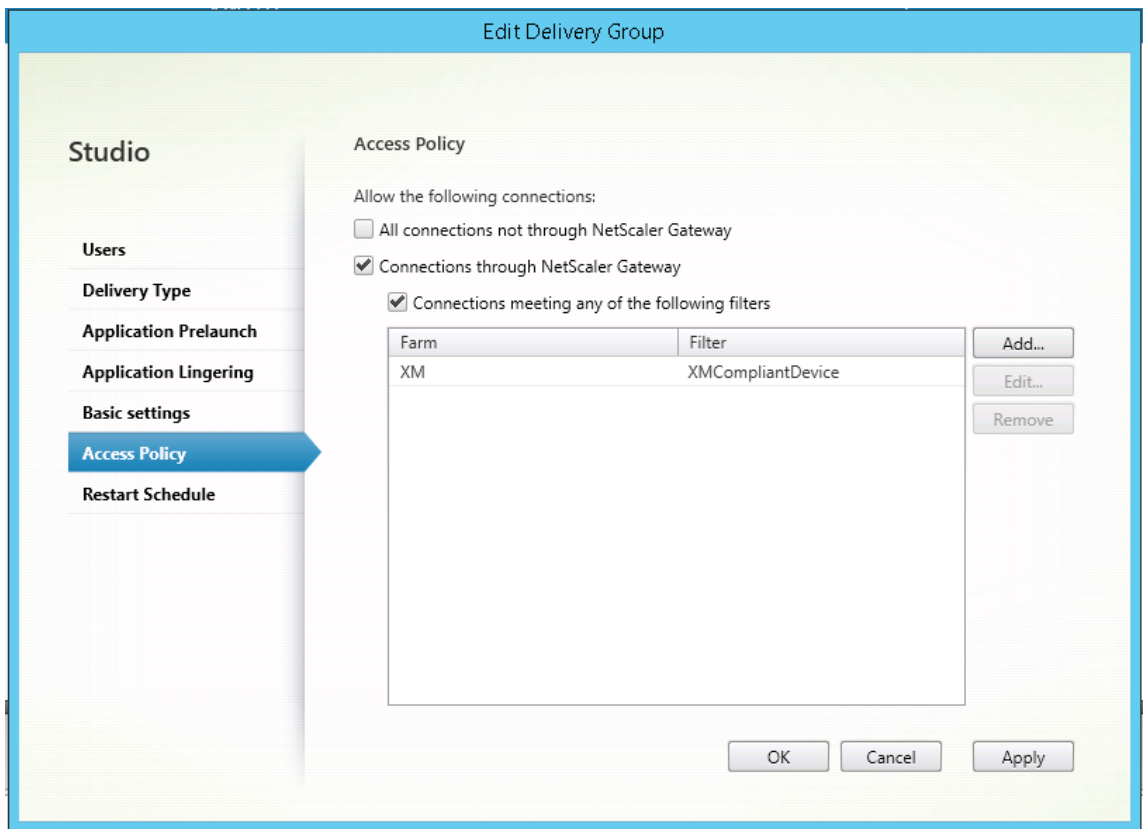 Edit Delivery Group
Studio
Users
Delivery Type
Application Prelaunch
Application Lingering
Basic settings
Access Policy
Restart Schedule
Access Policy
Allow the following connections:
All connections not through NetScaler Gateway
Connections through NetScaler Gateway
Connections meeting any of the following filters
Farm Filter
XM XMCompliantDevice
Add...
Edit...
Remove
OK Cancel Apply